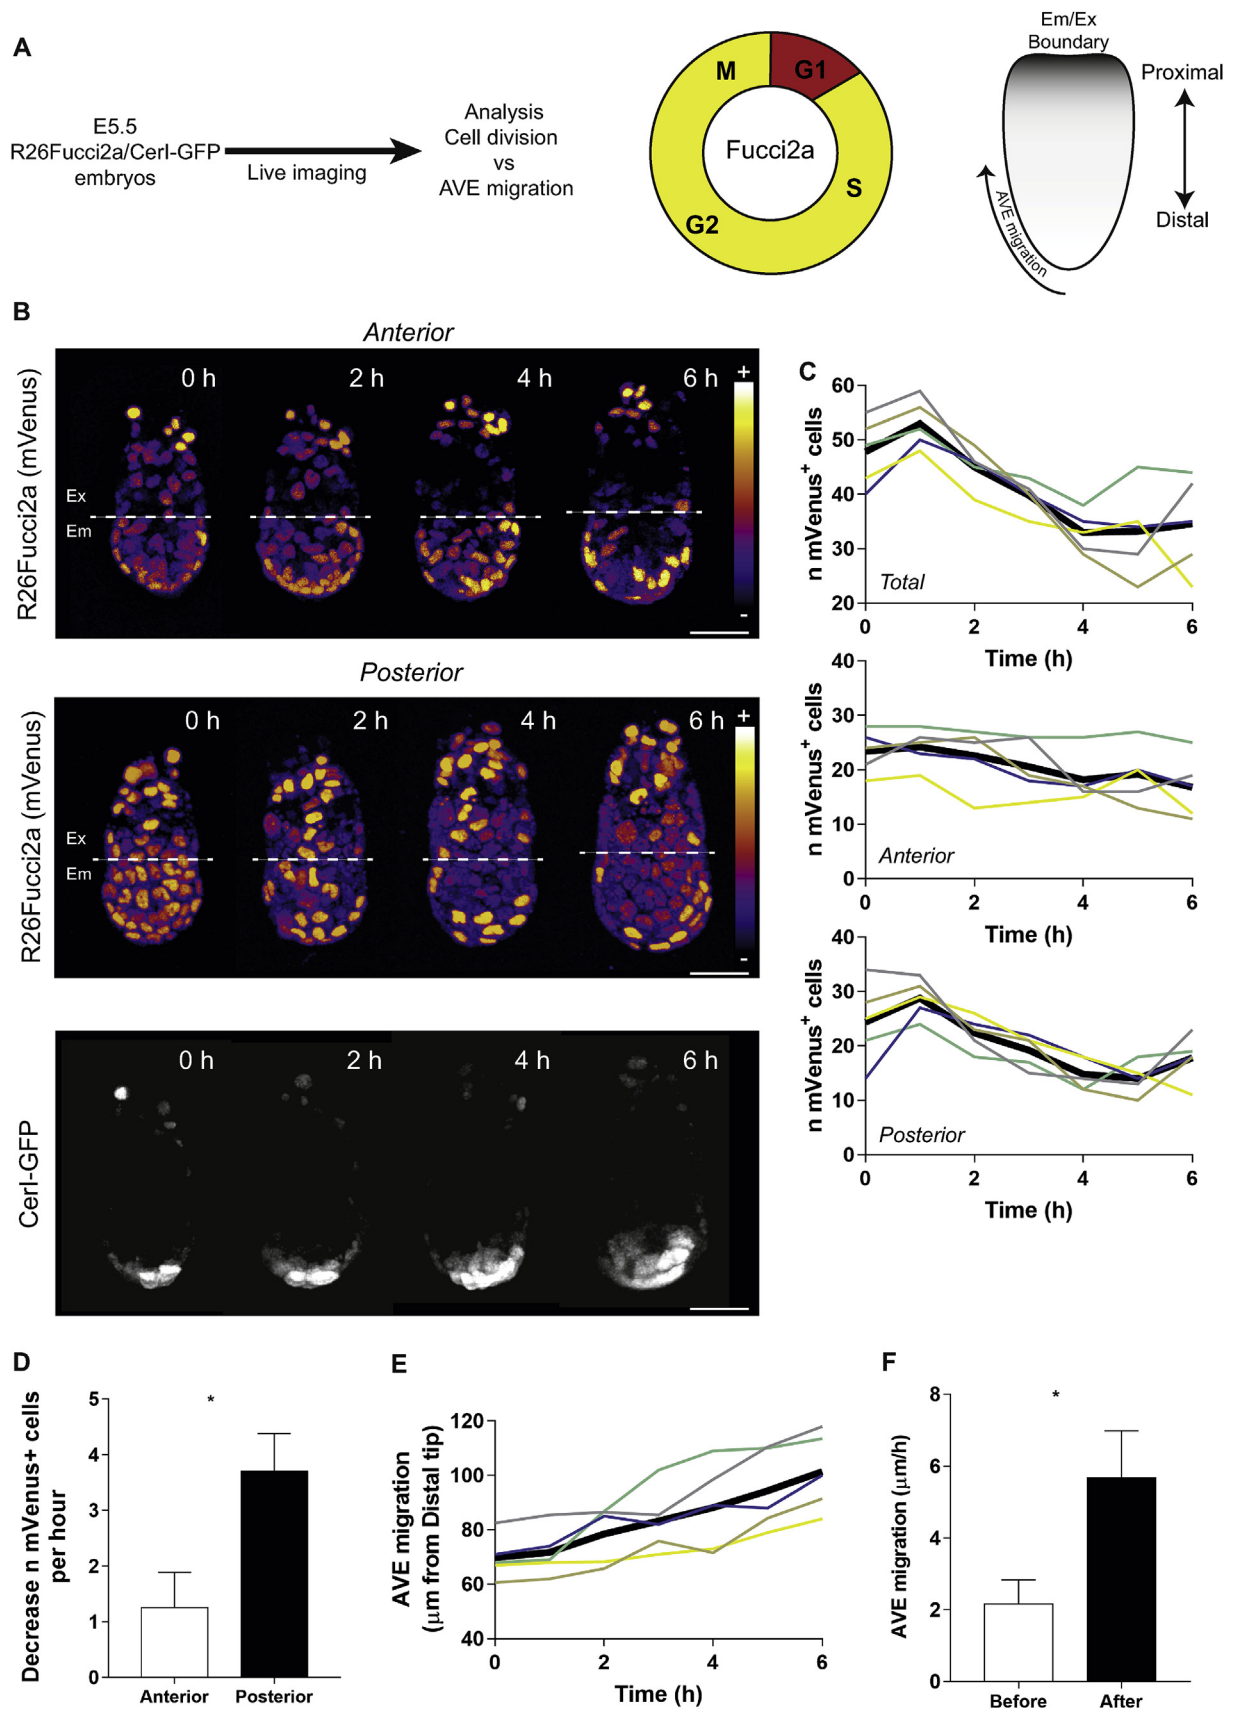 A
E5.5
R26Fucci2a/Cerl-GFP
embryos
Live imaging
Analysis
Cell division
vs
AVE migration
M
G1
S
G2
Fucci2a
Em/Ex
Boundary
Proximal
Distal
AVE migration
B
Anterior
R26Fucci2a (mVenus)
0 h
2 h
4 h
6 h
+
-
Ex
Em
Posterior
R26Fucci2a (mVenus)
0 h
2 h
4 h
6 h
+
-
Ex
Em
Cerl-GFP
0 h
2 h
4 h
6 h
C
n mVenus+ cells
60
50
40
30
20
Total
0 2 4 6
Time (h)
n mVenus+ cells
40
30
20
10
0
Anterior
0 2 4 6
Time (h)
n mVenus+ cells
40
30
20
10
0
Posterior
0 2 4 6
Time (h)
D
Decrease n mVenus+ cells
per hour
5
4
3
2
1
0
*
Anterior Posterior
E
AVE migration
(μm from Distal tip)
120
100
80
60
40
0 2 4 6
Time (h)
F
AVE migration (μm/h)
8
6
4
2
0
*
Before After